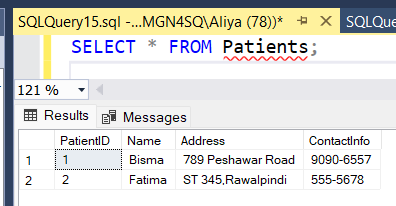 SQLQuery15.sql -...MGN4SQ\Aliya (78))* SQLQue
SELECT * FROM Patients;
121 %
Results Messages
PatientID Name Address ContactInfo
1 1 Bisma 789 Peshawar Road 9090-6557
2 2 Fatima ST 345,Rawalpindi 555-5678